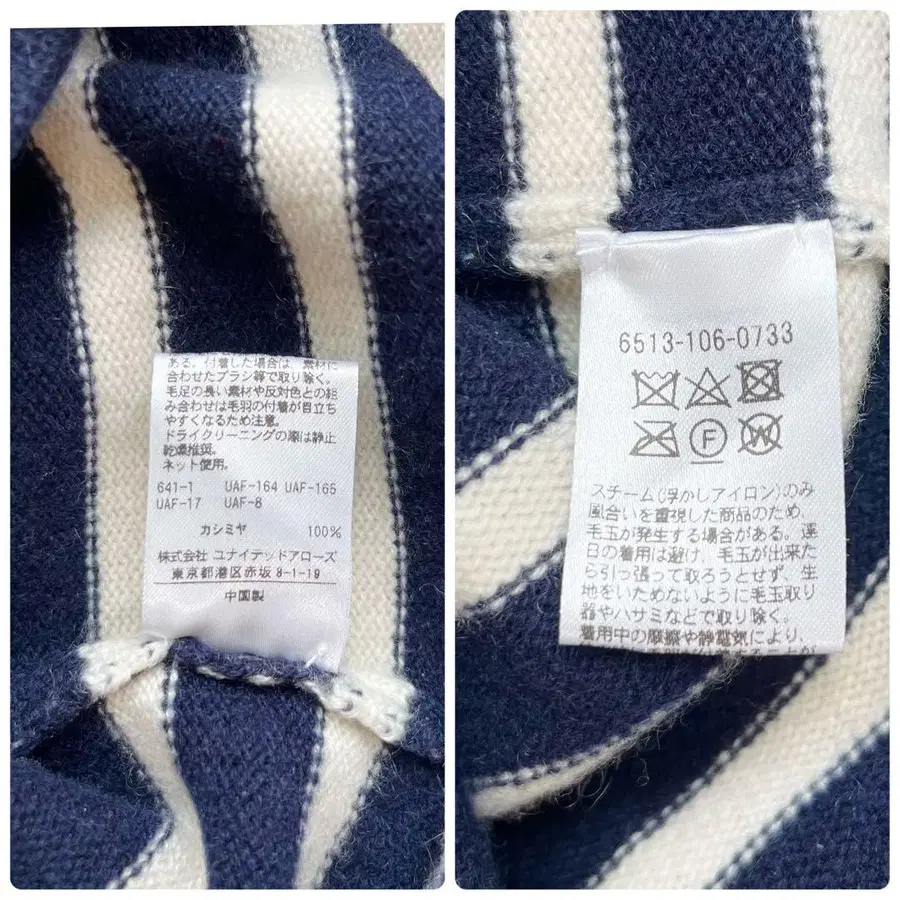 ある。付着した場合は、素材に
合わせたブラシ等で取り除く。
毛足の長い素材や反対色との組
み合わせは毛羽の付着が目立ち
やすくなるため注意。
ドライクリーニングの際は静止
乾燥推奨。
ネット使用。
641-1 UAF-164 UAF-165
UAF-17 UAF-8
カシミヤ 100%
株式会社 ユナイテッドアローズ
東京都港区赤坂 8-1-19
中国製
6513-106-0733
F W
スチーム(浮かしアイロン)のみ
風合いを重視した商品のため、
毛玉が発生する場合がある。連
日の着用は避け、毛玉が出来た
ら引っ張って取ろうとせず、生
地をいためないように毛玉取り
器やハサミなどで取り除く。
着用中の摩擦や静電気により、